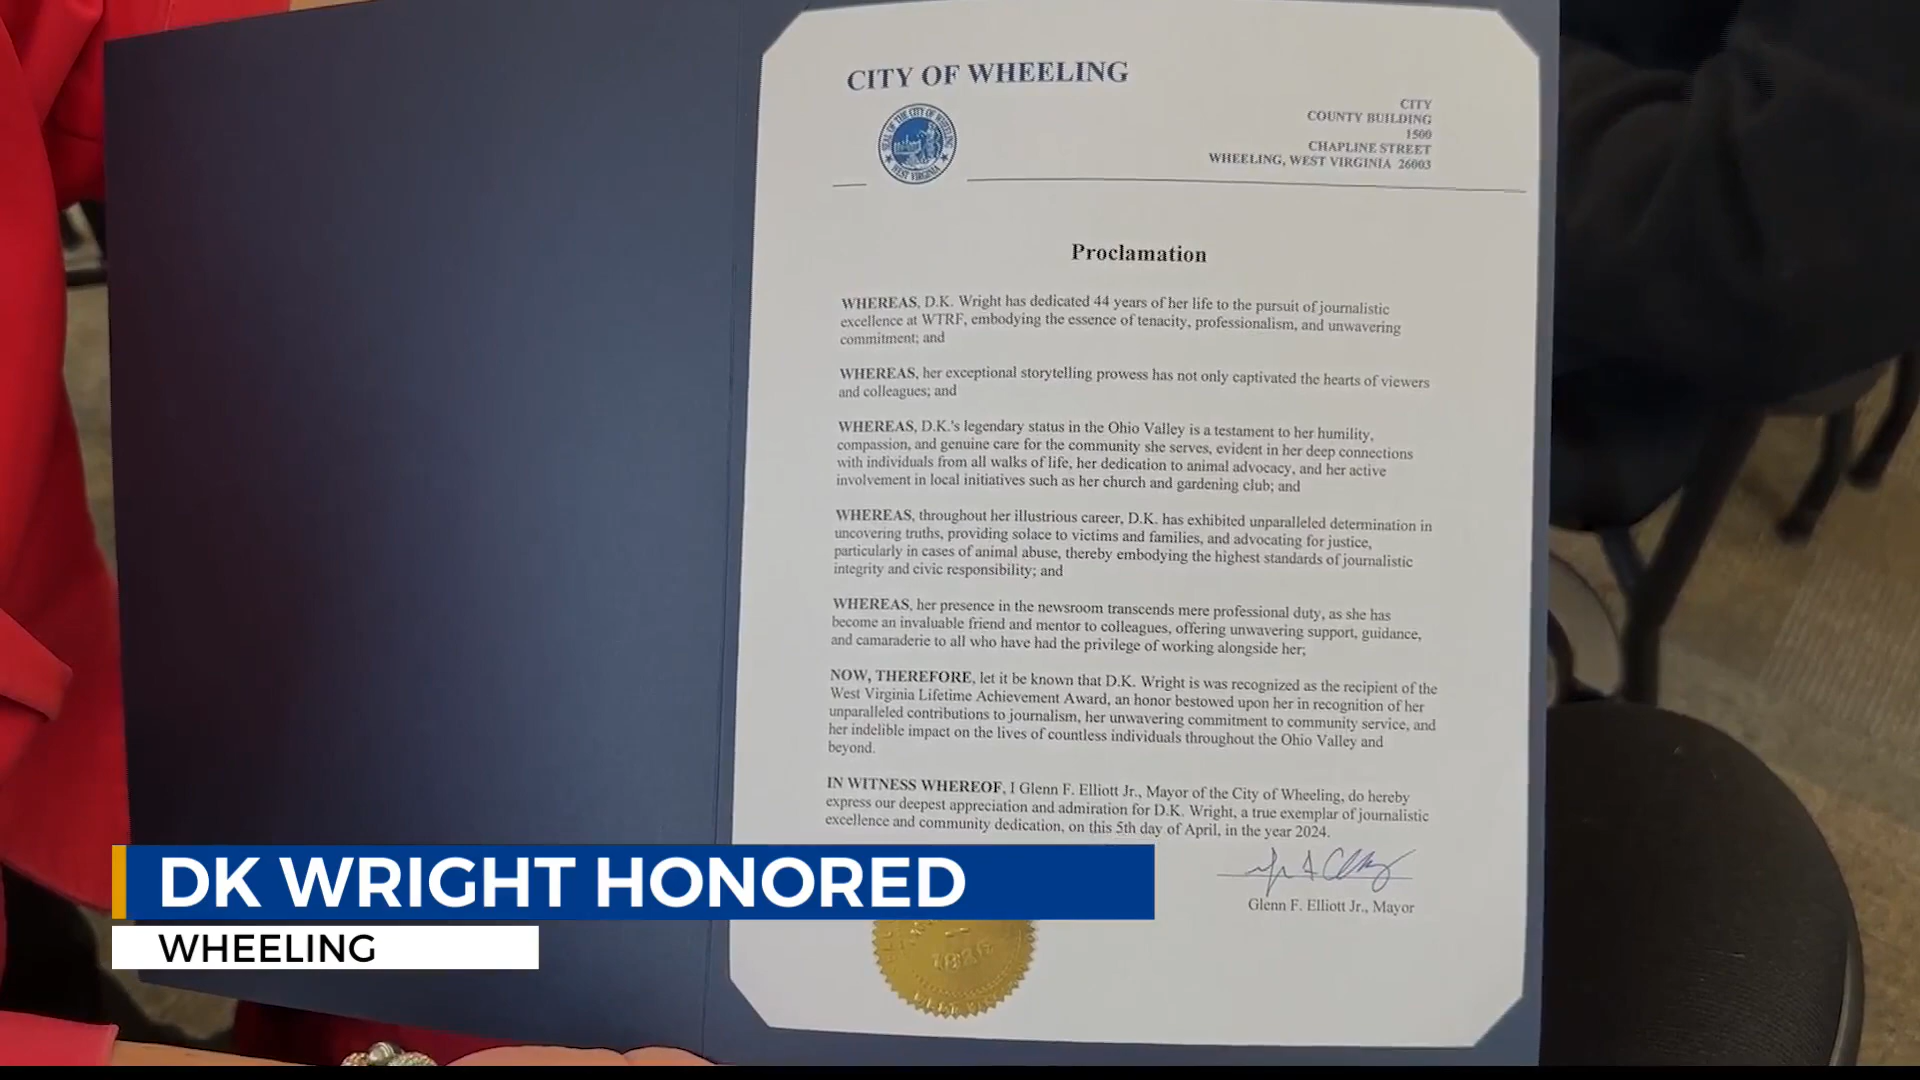 CITY OF WHEELING
SEAL OF THE CITY OF WHEELING
WEST VIRGINIA
CITY
COUNTY BUILDING
1500
CHAPLINE STREET
WHEELING, WEST VIRGINIA 26003
Proclamation
WHEREAS, D.K. Wright has dedicated 44 years of her life to the pursuit of journalistic
excellence at WTRF, embodying the essence of tenacity, professionalism, and unwavering
commitment; and
WHEREAS, her exceptional storytelling prowess has not only captivated the hearts of viewers
and colleagues; and
WHEREAS, D.K.'s legendary status in the Ohio Valley is a testament to her humility,
compassion, and genuine care for the community she serves, evident in her deep connections
with individuals from all walks of life, her dedication to animal advocacy, and her active
involvement in local initiatives such as her church and gardening club; and
WHEREAS, throughout her illustrious career, D.K. has exhibited unparalleled determination in
uncovering truths, providing solace to victims and families, and advocating for justice,
particularly in cases of animal abuse, thereby embodying the highest standards of journalistic
integrity and civic responsibility; and
WHEREAS, her presence in the newsroom transcends mere professional duty, as she has
become an invaluable friend and mentor to colleagues, offering unwavering support, guidance,
and camaraderie to all who have had the privilege of working alongside her;
NOW, THEREFORE, let it be known that D.K. Wright is was recognized as the recipient of the
West Virginia Lifetime Achievement Award, an honor bestowed upon her in recognition of her
unparalleled contributions to journalism, her unwavering commitment to community service, and
her indelible impact on the lives of countless individuals throughout the Ohio Valley and
beyond.
IN WITNESS WHEREOF, I Glenn F. Elliott Jr., Mayor of the City of Wheeling, do hereby
express our deepest appreciation and admiration for D.K. Wright, a true exemplar of journalistic
excellence and community dedication, on this 5th day of April, in the year 2024.
Glenn F. Elliott Jr., Mayor
DK WRIGHT HONORED
WHEELING